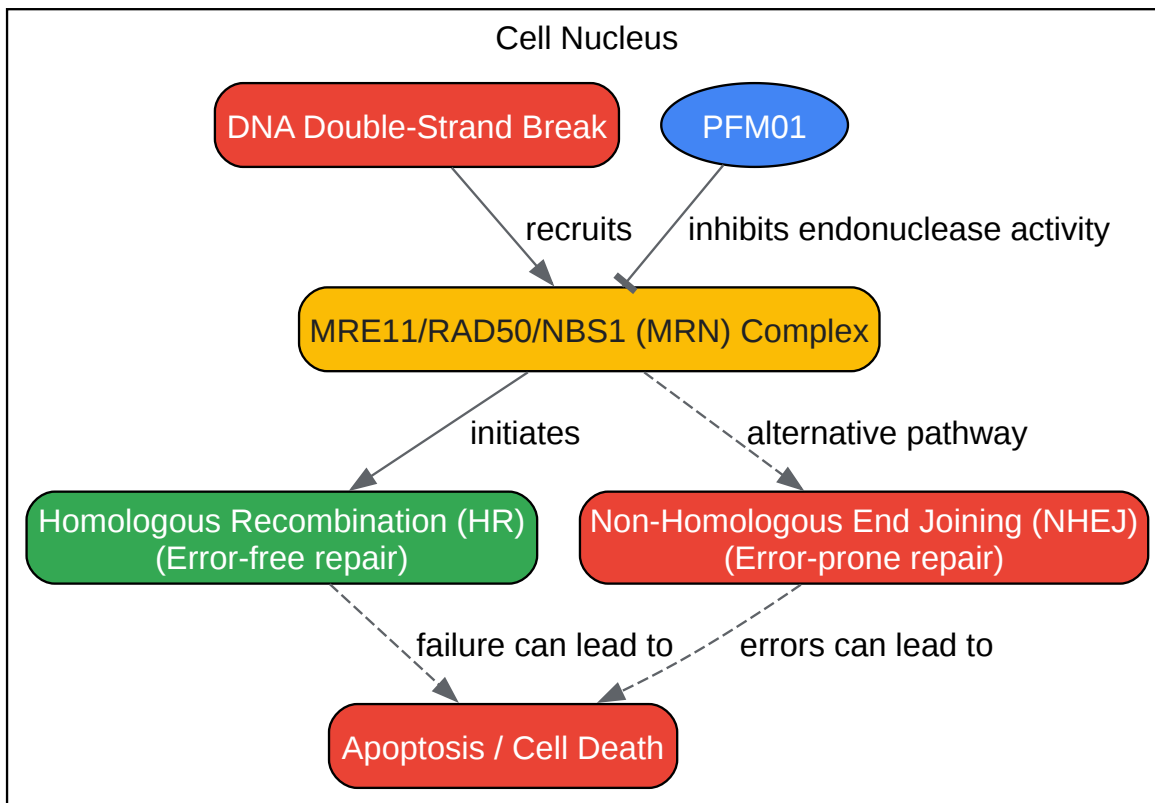 Cell Nucleus
DNA Double-Strand Break
PFM01
recruits
inhibits endonuclease activity
MRE11/RAD50/NBS1 (MRN) Complex
initiates
alternative pathway
Homologous Recombination (HR)
(Error-free repair)
Non-Homologous End Joining (NHEJ)
(Error-prone repair)
failure can lead to
errors can lead to
Apoptosis / Cell Death